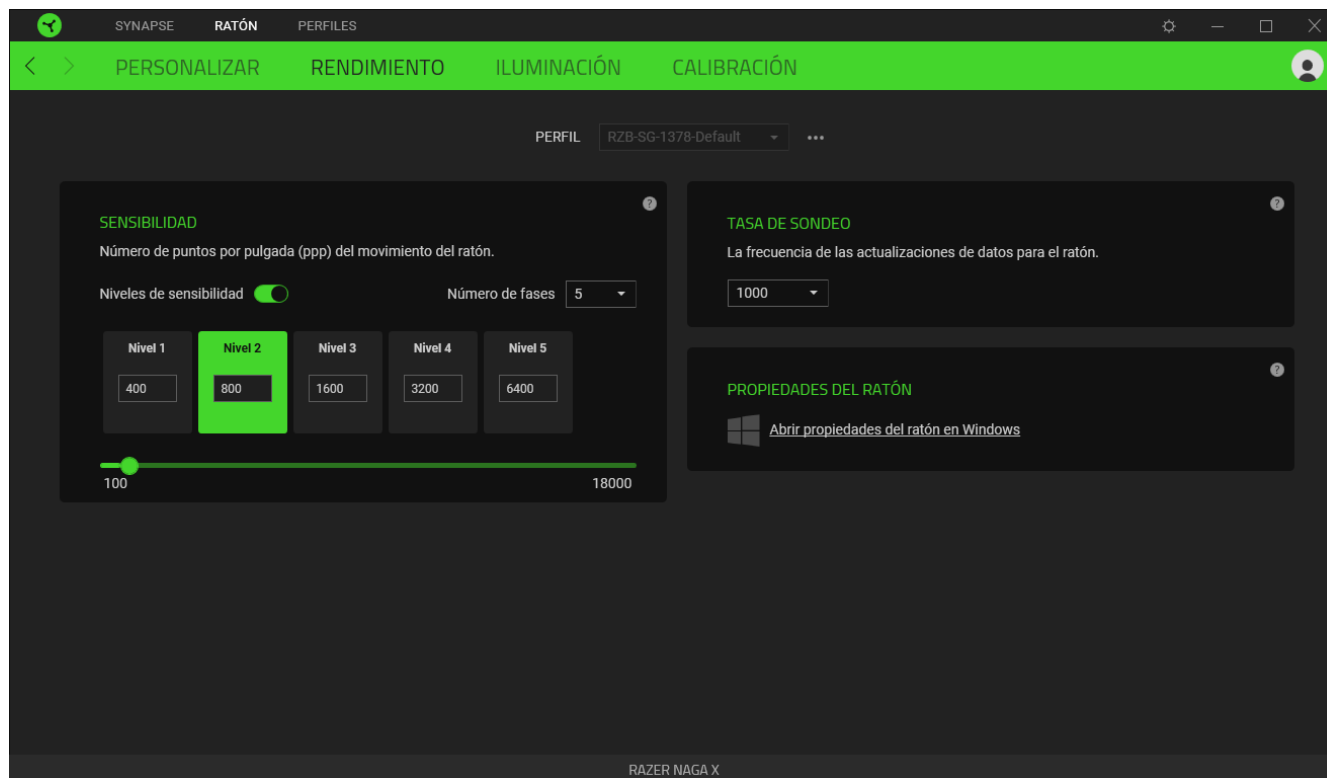 SYNAPSE RATÓN PERFILES
PERSONALIZAR RENDIMIENTO ILUMINACIÓN CALIBRACIÓN
PERFIL RZB-SG-1378-Default
SENSIBILIDAD
Número de puntos por pulgada (ppp) del movimiento del ratón.
Niveles de sensibilidad Número de fases 5
Nivel 1 Nivel 2 Nivel 3 Nivel 4 Nivel 5
400 800 1600 3200 6400
100 18000
TASA DE SONDEO
La frecuencia de las actualizaciones de datos para el ratón.
1000
PROPIEDADES DEL RATÓN
Abrir propiedades del ratón en Windows
RAZER NAGA X